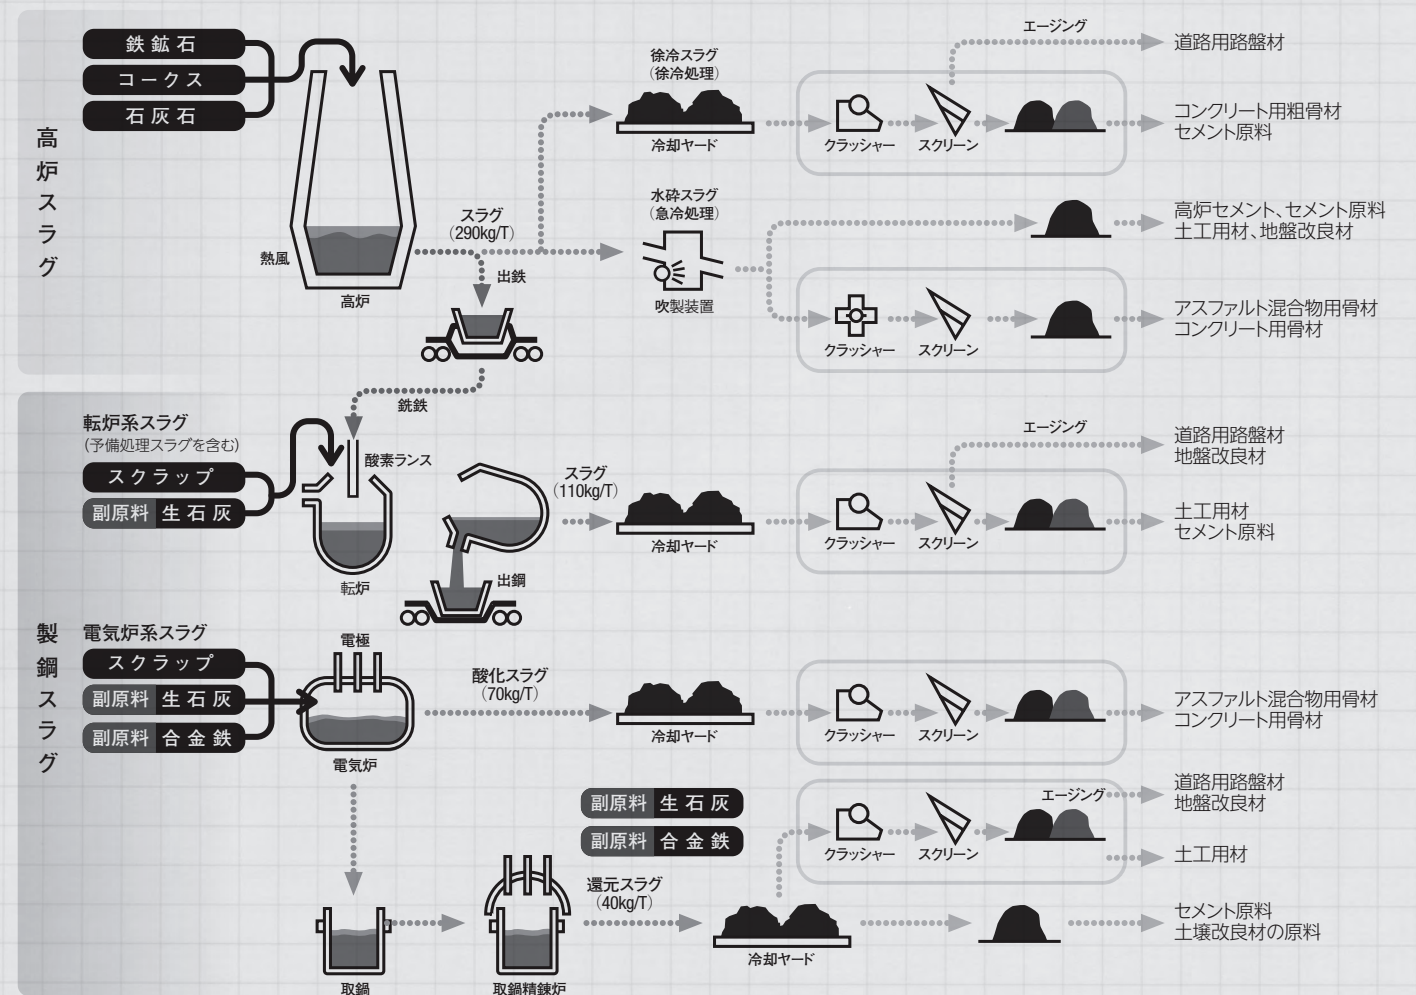 高炉スラグ
鉄鉱石
コークス
石灰石
熱風
高炉
スラグ
(290kg/T)
出鉄
徐冷スラグ
(徐冷処理)
冷却ヤード
クラッシャー
スクリーン
エージング
道路用路盤材
コンクリート用粗骨材
セメント原料
水砕スラグ
(急冷処理)
吹製装置
高炉セメント、セメント原料
土工用材、地盤改良材
クラッシャー
スクリーン
アスファルト混合物用骨材
コンクリート用骨材
銑鉄
製鋼スラグ
転炉系スラグ
(予備処理スラグを含む)
スクラップ
副原料 生石灰
酸素ランス
転炉
スラグ
(110kg/T)
出鋼
冷却ヤード
クラッシャー
スクリーン
エージング
道路用路盤材
地盤改良材
土工用材
セメント原料
電気炉系スラグ
スクラップ
副原料 生石灰
副原料 合金鉄
電極
電気炉
酸化スラグ
(70kg/T)
冷却ヤード
クラッシャー
スクリーン
アスファルト混合物用骨材
コンクリート用骨材
副原料 生石灰
副原料 合金鉄
取鍋
取鍋精錬炉
還元スラグ
(40kg/T)
冷却ヤード
クラッシャー
スクリーン
エージング
道路用路盤材
地盤改良材
土工用材
セメント原料
土壌改良材の原料